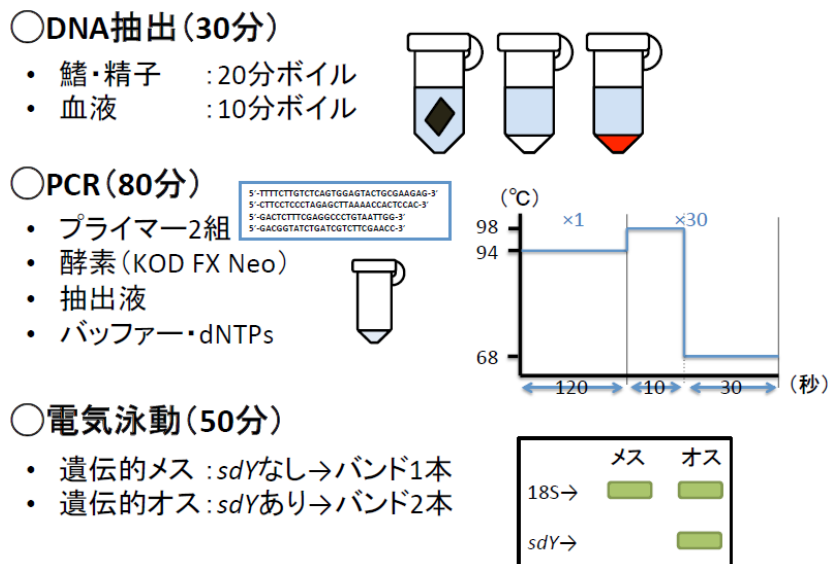 ○DNA抽出(30分)
• 鰭・精子 :20分ボイル
• 血液 :10分ボイル
○PCR(80分)
5’-TTTTCTTGTCTCAGTGGAGTACTGCGAAGAG-3’
5’-CTTCCTCCCTAGAGCTTAAAACCACTCCAC-3’
5’-GACTCTTTCGAGGCCCTGTAATTGG-3’
5’-GACGGTATCTGATCGTCTTCGAACC-3’
• プライマー2組
• 酵素(KOD FX Neo)
• 抽出液
• バッファー・dNTPs
(℃)
×1 ×30
98
94
68
120 10 30 (秒)
○電気泳動(50分)
• 遺伝的メス:sdYなし→バンド1本
• 遺伝的オス:sdYあり→バンド2本
メス オス
18S→
sdY→